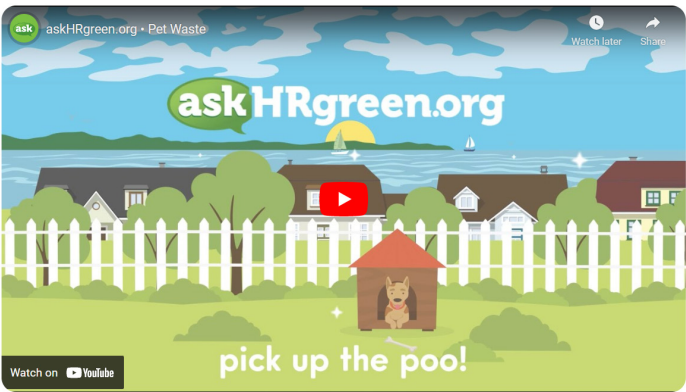 ask
askHRgreen.org • Pet Waste
Watch later
Share
askHRgreen.org
pick up the poo!
Watch on YouTube